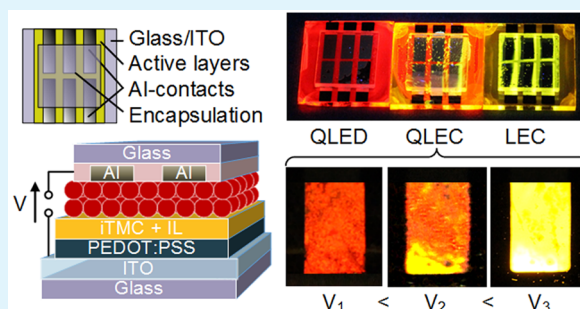 Glass/ITO
Active layers
Al-contacts
Encapsulation
QLED QLEC LEC
Glass
Al Al
V
iTMC + IL
PEDOT:PSS
ITO
Glass
V₁ < V₂ < V₃